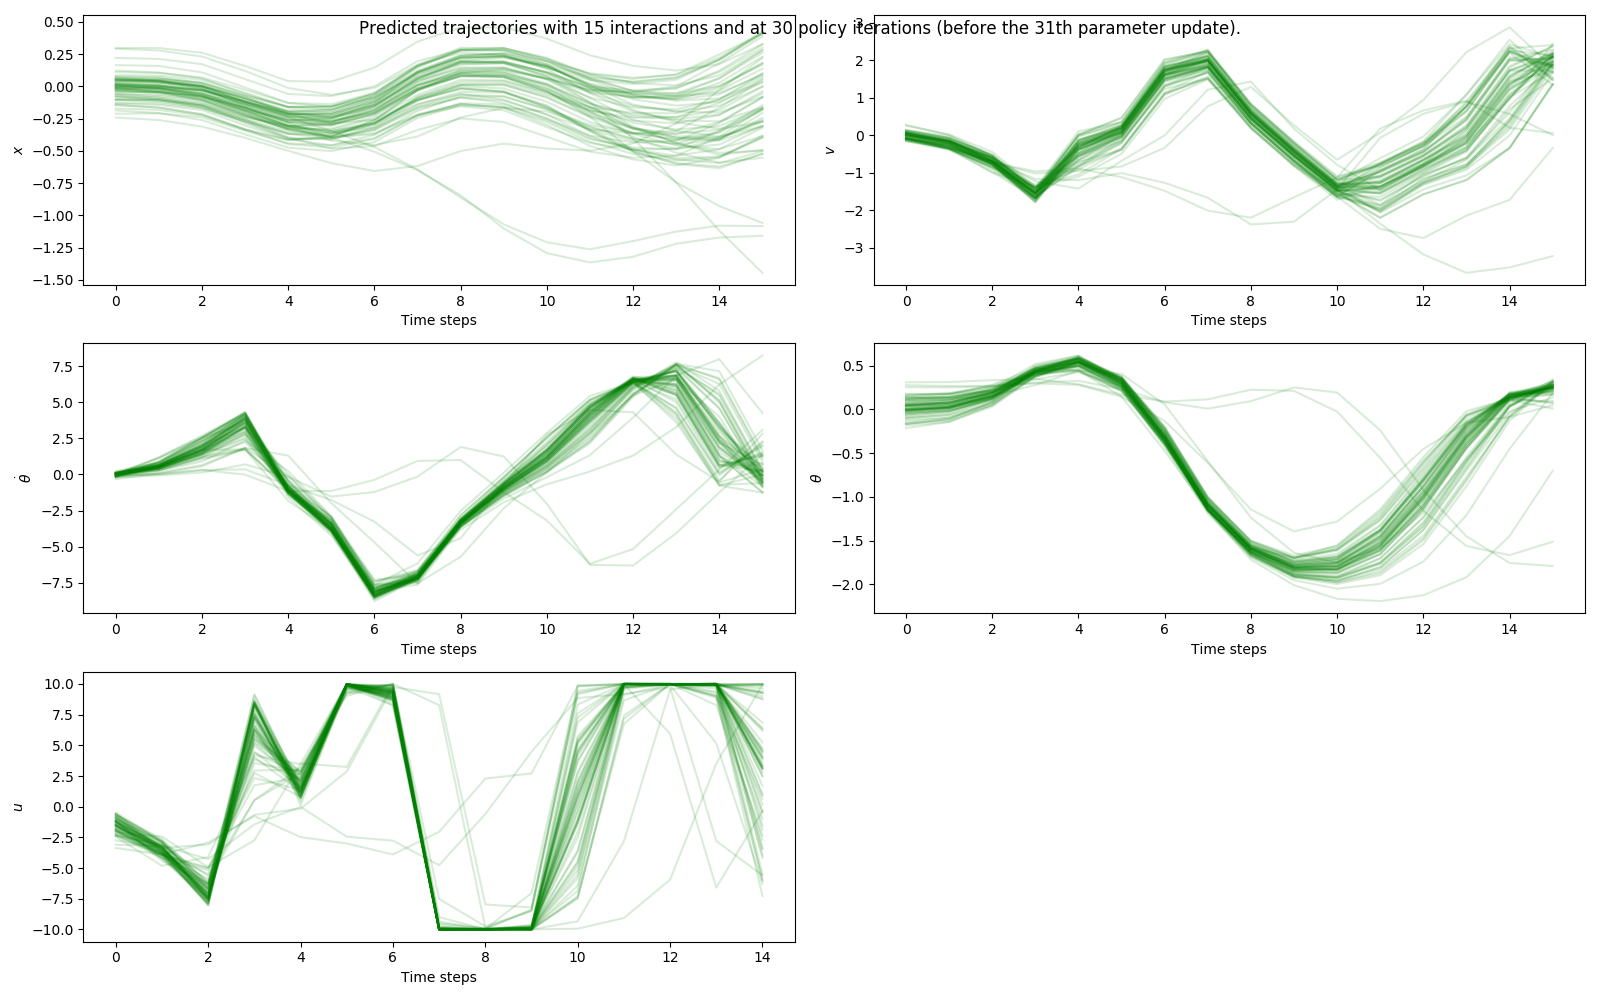 Predicted trajectories with 15 interactions and at 30 policy iterations (before the 31th parameter update).
0.50
0.25
0.00
−0.25
−0.50
−0.75
−1.00
−1.25
−1.50
x
0 2 4 6 8 10 12 14
Time steps
3
2
1
0
−1
−2
−3
v
0 2 4 6 8 10 12 14
Time steps
7.5
5.0
2.5
0.0
−2.5
−5.0
−7.5
θ̇
0 2 4 6 8 10 12 14
Time steps
0.5
0.0
−0.5
−1.0
−1.5
−2.0
θ
0 2 4 6 8 10 12 14
Time steps
10.0
7.5
5.0
2.5
0.0
−2.5
−5.0
−7.5
−10.0
u
0 2 4 6 8 10 12 14
Time steps